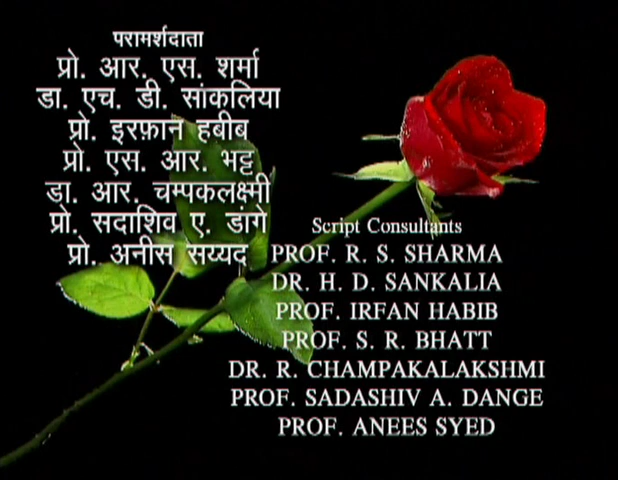 परामर्शदाता
प्रो. आर. एस. शर्मा
डा. एच. डी. सांकलिया
प्रो. इरफ़ान हबीब
प्रो. एस. आर. भट्ट
डा. आर. चम्पकलक्ष्मी
प्रो. सदाशिव ए. डांगे
प्रो. अनीस सय्यद
Script Consultants
PROF. R. S. SHARMA
DR. H. D. SANKALIA
PROF. IRFAN HABIB
PROF. S. R. BHATT
DR. R. CHAMPAKALAKSHMI
PROF. SADASHIV A. DANGE
PROF. ANEES SYED